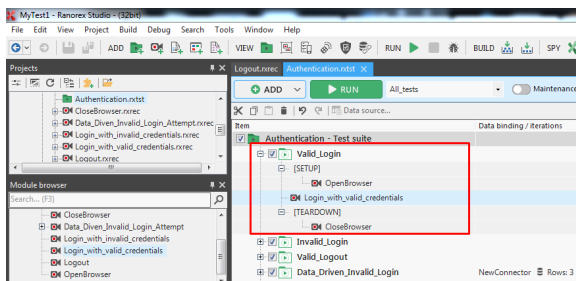 MyTest1 - Ranorex Studio - (32bit)
File Edit View Project Build Debug Search Tools Window Help
ADD VIEW RUN BUILD SPY
Projects
Logout.rxrec Authentication.rxtst
ADD RUN All_tests Maintenance
Authentication.rxtst
CloseBrowser.rxrec
Data_Diven_Invalid_Login_Attempt.rxrec
Login_with_invalid_credentials.rxrec
Login_with_valid_credentials.rxrec
Logout.rxrec
Data source...
Item Data binding / iterations
Authentication - Test suite
Valid_Login
[SETUP]
OpenBrowser
Login_with_valid_credentials
[TEARDOWN]
CloseBrowser
Invalid_Login
Valid_Logout
Data_Driven_Invalid_Login NewConnector Rows: 3
Module browser
Search... (F3)
CloseBrowser
Data_Driven_Invalid_Login_Attempt
Login_with_invalid_credentials
Login_with_valid_credentials
Logout
OpenBrowser